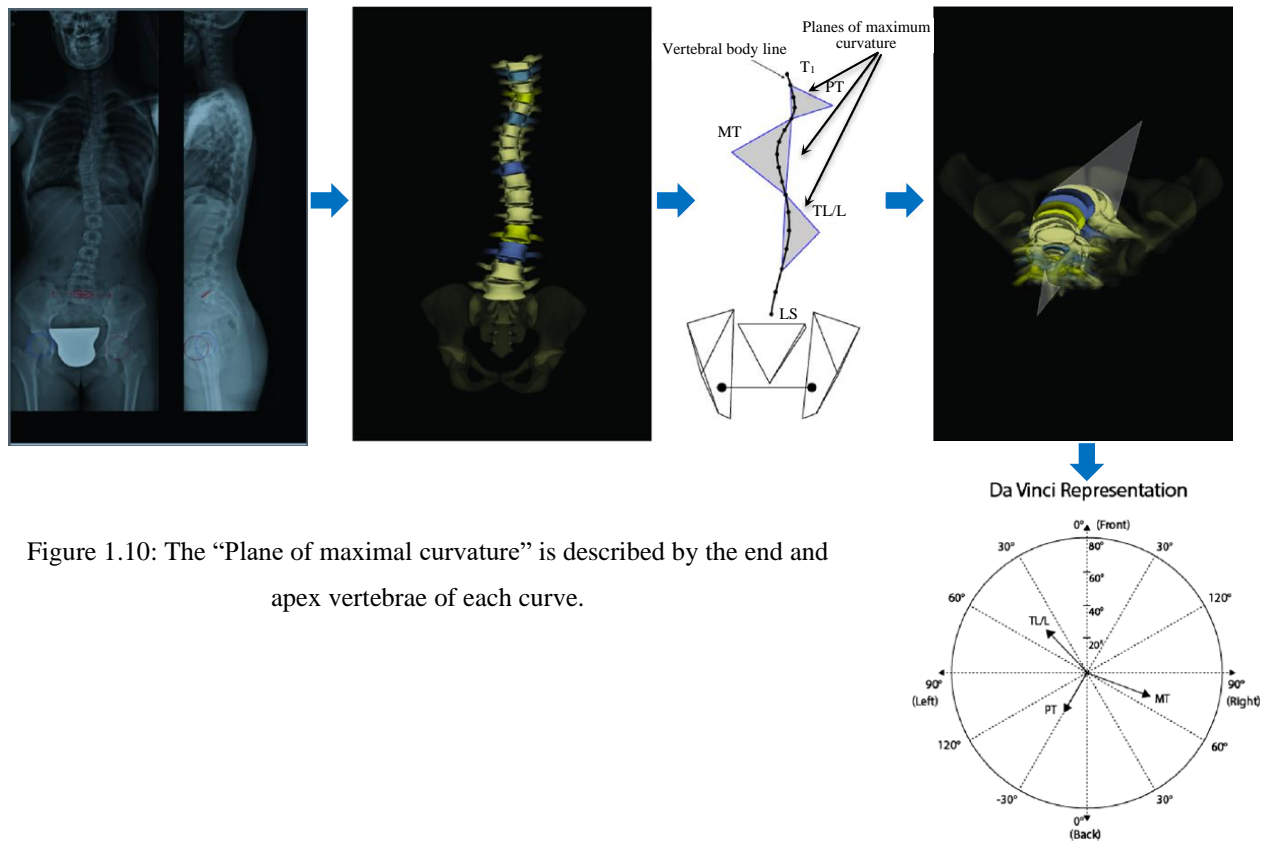 Planes of maximum
curvature
Vertebral body line
T1
PT
MT
TL/L
LS
Da Vinci Representation
0° (Front)
30° 80° 30°
60° 60° 120°
40°
TL/L
20°
90° 90°
(Left) (Right)
MT
PT
120° 60°
-30° 30°
0°
(Back)
Figure 1.10: The “Plane of maximal curvature” is described by the end and
apex vertebrae of each curve.